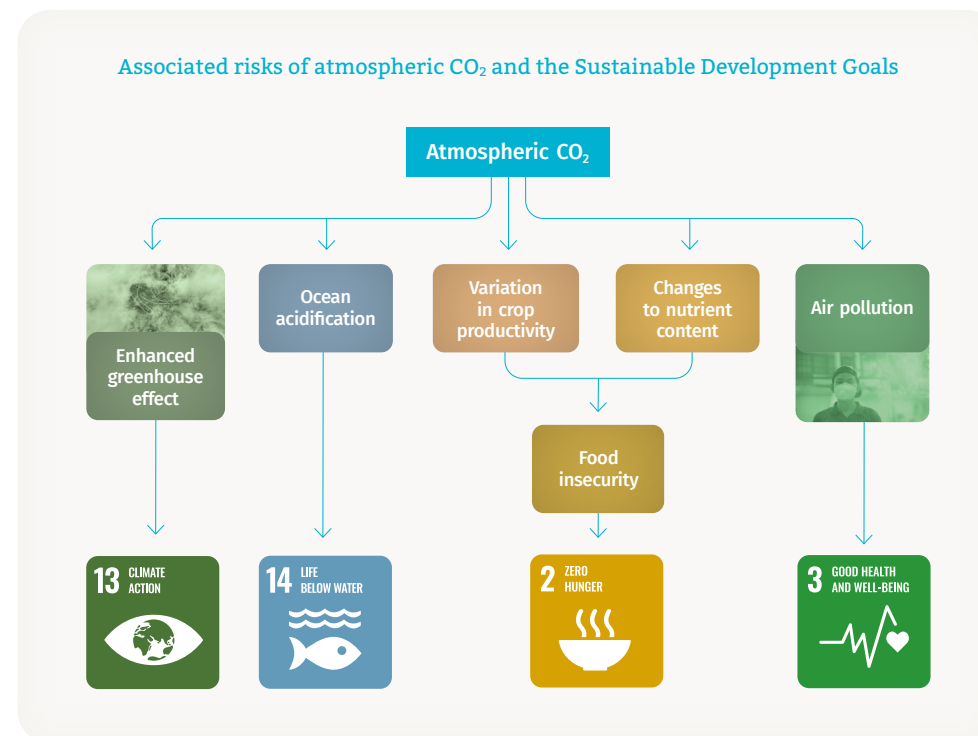 Associated risks of atmospheric CO₂ and the Sustainable Development Goals
Atmospheric CO₂
Enhanced
greenhouse
effect
Ocean
acidification
Variation
in crop
productivity
Changes
to nutrient
content
Air pollution
Food
insecurity
13 CLIMATE
ACTION
14 LIFE
BELOW WATER
2 ZERO
HUNGER
3 GOOD HEALTH
AND WELL-BEING